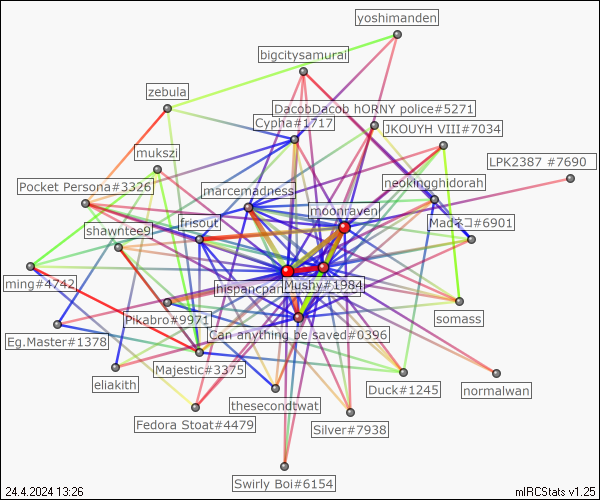 yoshimanden
bigcitysamurai
zebula
DacobDacob hORNY police#5271
Cypha#1717
JKOUYH VIII#7034
mukszi
LPK2387 #7690
Pocket Persona#3326
marcemadness
neokingghidorah
moonraven
frisout
Madネコ#6901
shawntee9
ming#4742
hispancpar
Mushy#1984
somass
Pikabro#9971
Can anything be saved#0396
Eg.Master#1378
Majestic#3375
eliakith
Duck#1245
normalwan
thesecondtwat
Fedora Stoat#4479
Silver#7938
Swirly Boi#6154
24.4.2024 13:26
mIRCStats v1.25